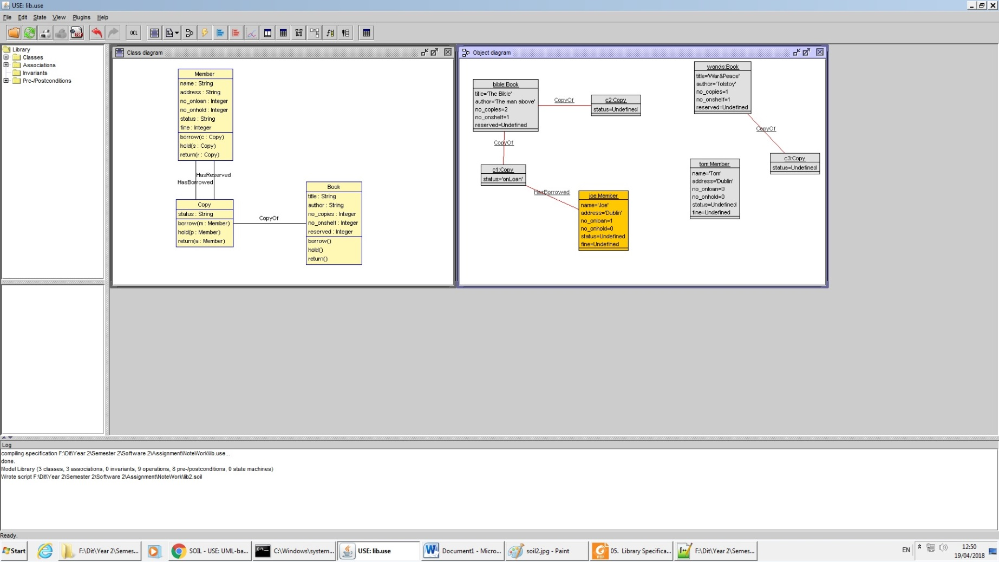 USE: lib.use
File Edit State View Plugins Help
OCL
Library
Classes
Associations
Invariants
Pre-/Postconditions
Class diagram
Member
name : String
address : String
no_onloan : Integer
no_onhold : Integer
status : String
fine : Integer
borrow(c : Copy)
hold(s : Copy)
return(r : Copy)
HasReserved
HasBorrowed
Copy
status : String
borrow(m : Member)
hold(p : Member)
return(a : Member)
CopyOf
Book
title : String
author : String
no_copies : Integer
no_onshelf : Integer
reserved : Integer
borrow()
hold()
return()
Object diagram
bible:Book
title='The Bible'
author='The man above'
no_copies=2
no_onshelf=1
reserved=Undefined
CopyOf
c2:Copy
status=Undefined
CopyOf
c1:Copy
status='onLoan'
HasBorrowed
joe:Member
name='Joe'
address='Dublin'
no_onloan=1
no_onhold=0
status=Undefined
fine=Undefined
wandp:Book
title='War&Peace'
author='Tolstoy'
no_copies=1
no_onshelf=1
reserved=Undefined
CopyOf
c3:Copy
status=Undefined
tom:Member
name='Tom'
address='Dublin'
no_onloan=0
no_onhold=0
status=Undefined
fine=Undefined
Log
compiling specification F:\Dit\Year 2\Semester 2\Software 2\Assignment\NoteWork\lib.use...
done.
Model Library (3 classes, 3 associations, 0 invariants, 9 operations, 8 pre-/postconditions, 0 state machines)
Wrote script F:\Dit\Year 2\Semester 2\Software 2\Assignment\NoteWork\lib2.soil
Ready.
Start
F:\Dit\Year 2\Semes...
SOIL - USE: UML-ba...
C:\Windows\system...
USE: lib.use
Document1 - Micro...
soil2.jpg - Paint
05. Library Specifica...
F:\Dit\Year 2\Semes...
EN
12:50
19/04/2018